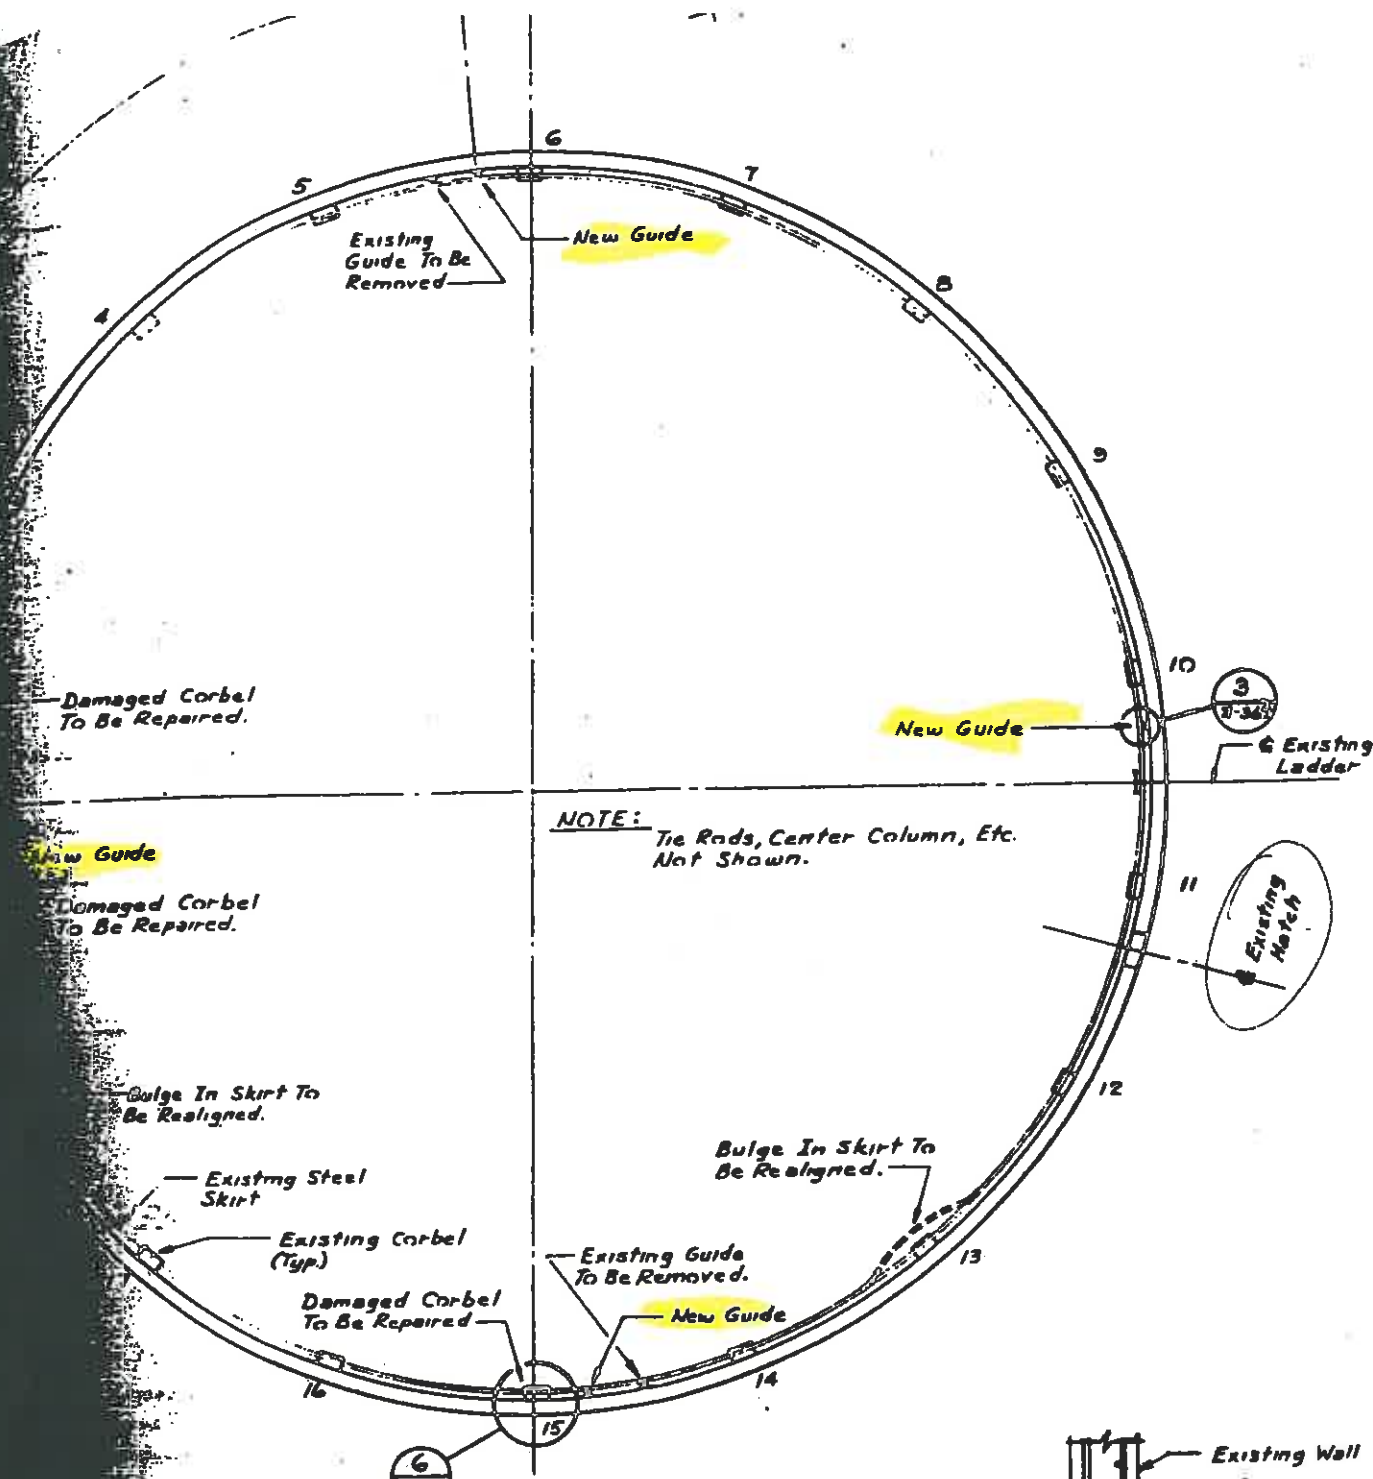 6
5
7
Existing
Guide To Be
Removed
New Guide
8
4
9
10
Damaged Corbel
To Be Repaired.
3
New Guide
℄ Existing
Ladder
NOTE:
Tie Rods, Center Column, Etc.
Not Shown.
Guide
11
Existing
Hatch
Damaged Corbel
To Be Repaired.
Bulge In Skirt To
Be Realigned.
12
Bulge In Skirt To
Be Realigned.
Existing Steel
Skirt
Existing Corbel
(Typ.)
13
Existing Guide
To Be Removed.
Damaged Corbel
To Be Repaired
New Guide
14
16
15
6
Existing Wall